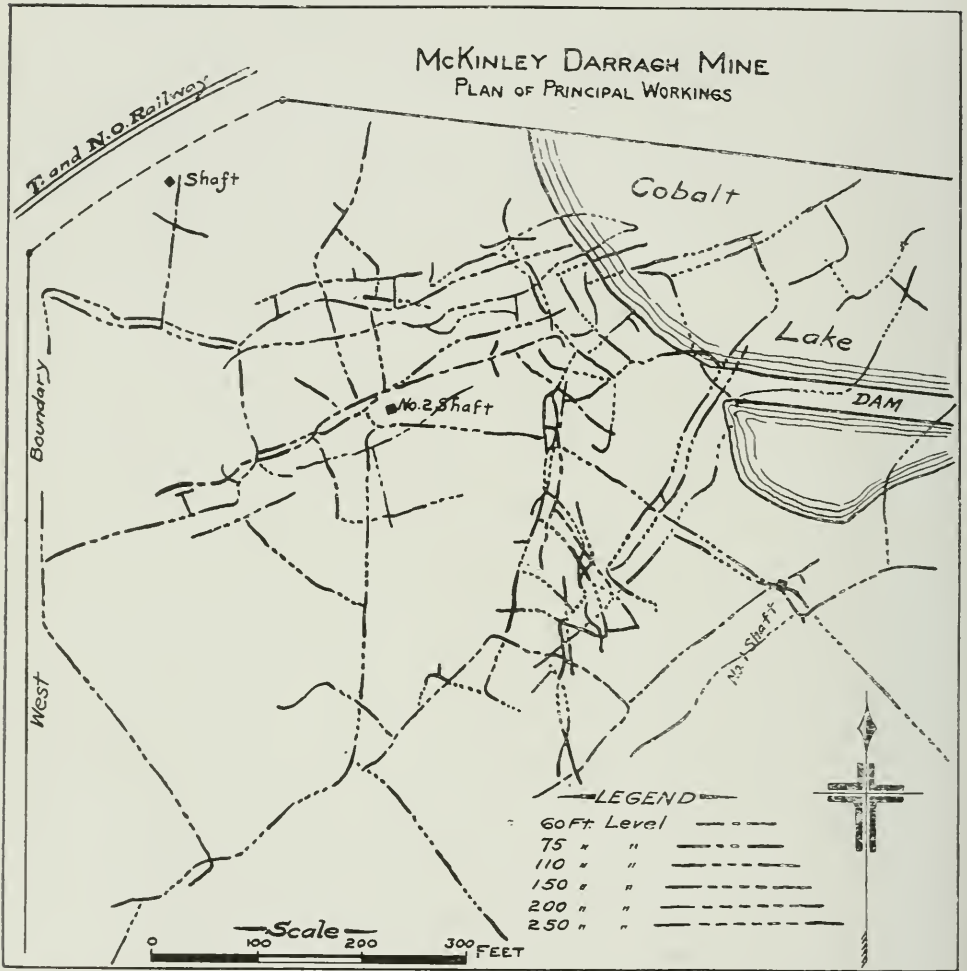 McKINLEY DARRAGH MINE
PLAN OF PRINCIPAL WORKINGS
T. and N.O. Railway
Shaft
Cobalt
Lake
DAM
Boundary
West
No. 2 Shaft
No. 1 Shaft
LEGEND
60 Ft. Level
75 " "
110 " "
150 " "
200 " "
250 " "
Scale
0 100 200 300 FEET